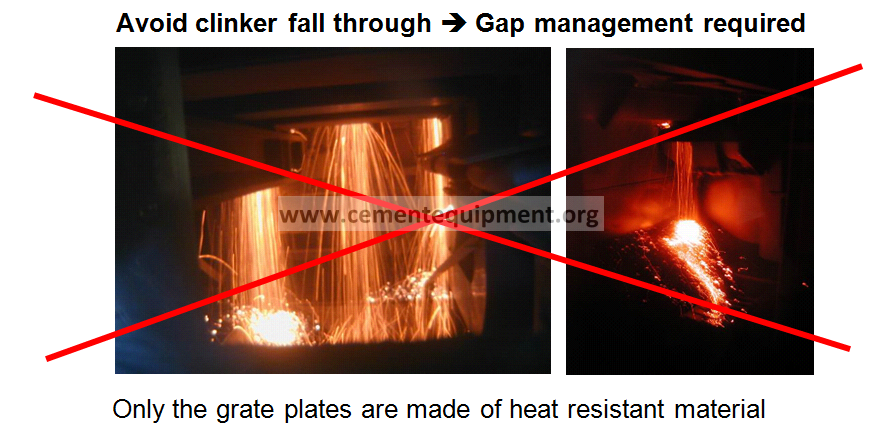 Avoid clinker fall through ➔ Gap management required
www.cementequipment.org
Only the grate plates are made of heat resistant material